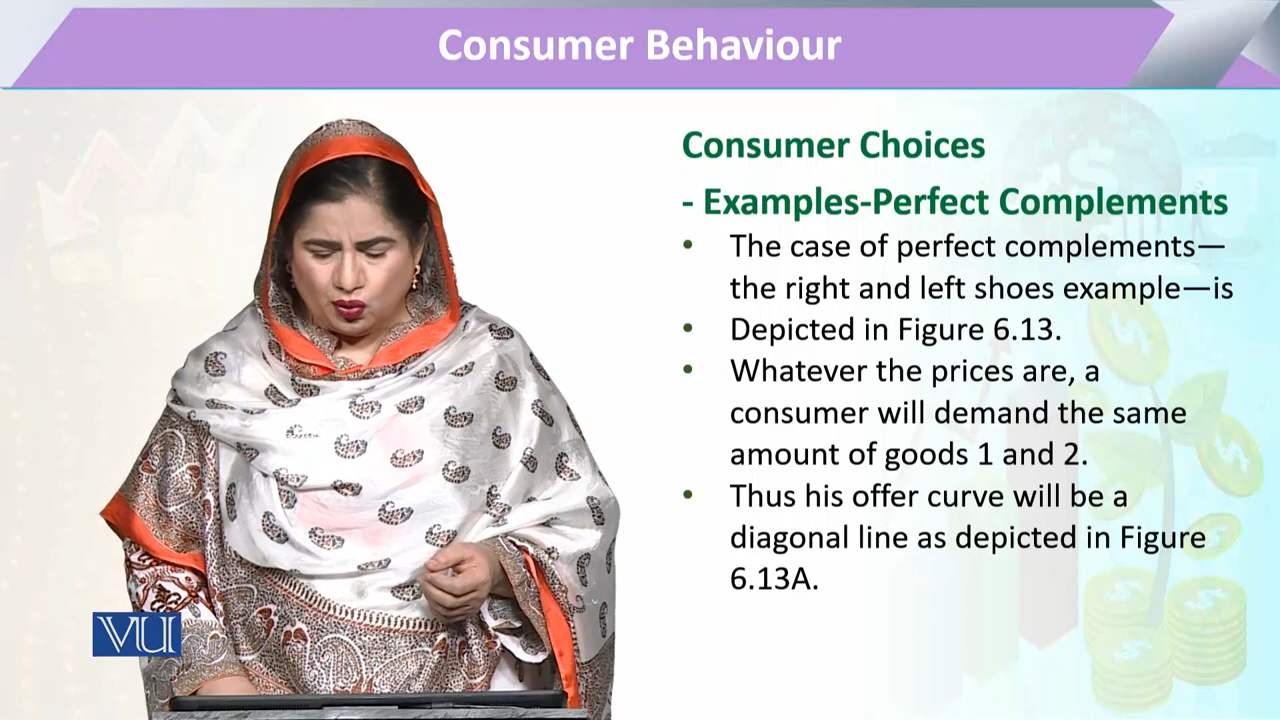 Consumer Behaviour
Consumer Choices
- Examples-Perfect Complements
• The case of perfect complements—
the right and left shoes example—is
• Depicted in Figure 6.13.
• Whatever the prices are, a
consumer will demand the same
amount of goods 1 and 2.
• Thus his offer curve will be a
diagonal line as depicted in Figure
6.13A.
VU